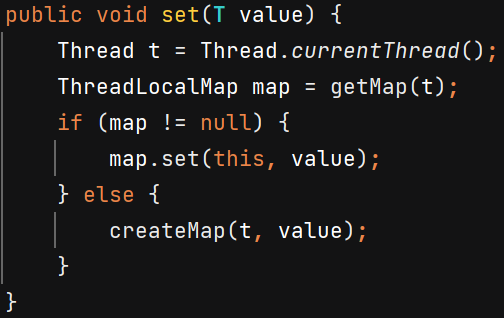 public void set(T value) {
    Thread t = Thread.currentThread();
    ThreadLocalMap map = getMap(t);
    if (map != null) {
        map.set(this, value);
    } else {
        createMap(t, value);
    }
}